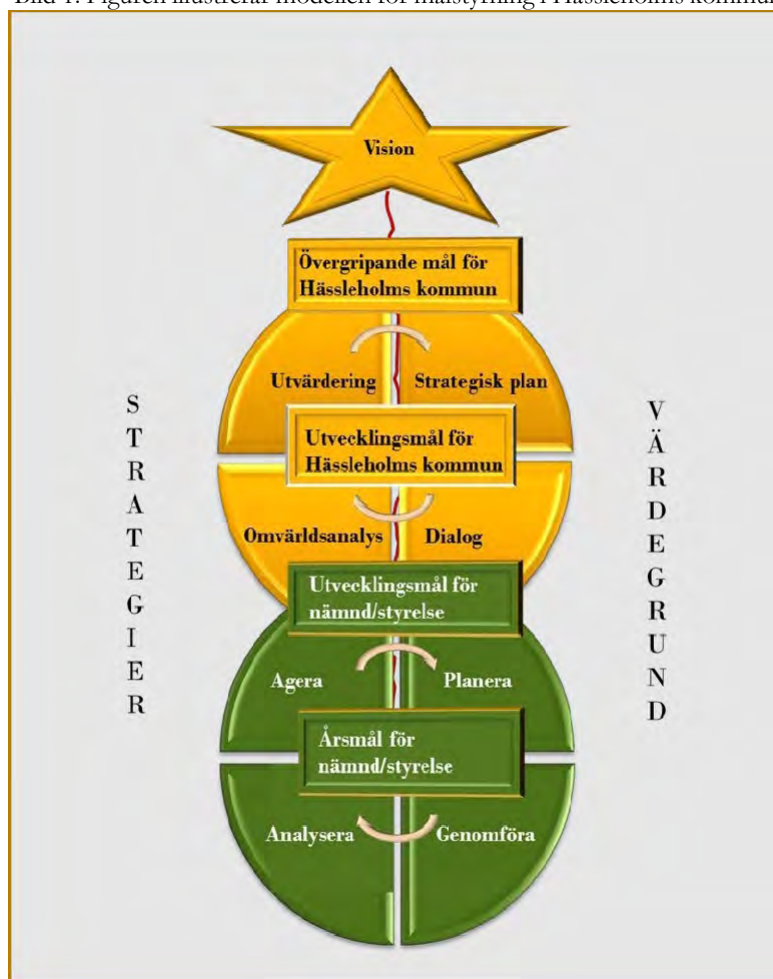 Bild 1. Figuren illustrerar modellen för målstyrning i Hässleholms kommun
Vision
Övergripande mål för
Hässleholms kommun
Utvärdering
Strategisk plan
Utvecklingsmål för
Hässleholms kommun
Omvärldsanalys
Dialog
Utvecklingsmål för
nämnd/styrelse
Agera
Planera
Årsmål för
nämnd/styrelse
Analysera
Genomföra
STRATEGIER
VÄRDEGRUND